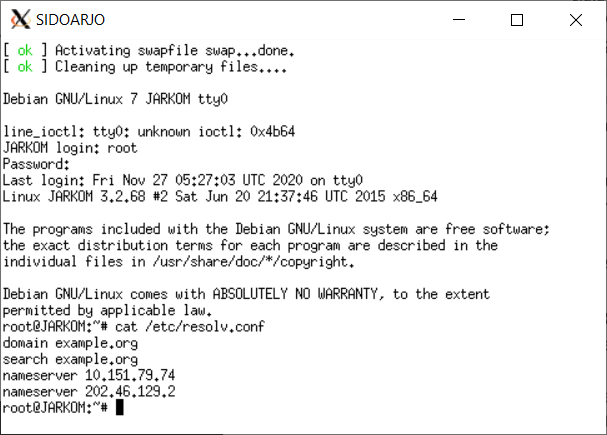 SIDOARJO
[ ok ] Activating swapfile swap...done.
[ ok ] Cleaning up temporary files....
Debian GNU/Linux 7 JARKOM tty0
line_ioctl: tty0: unknown ioctl: 0x4b64
JARKOM login: root
Password:
Last login: Fri Nov 27 05:27:03 UTC 2020 on tty0
Linux JARKOM 3.2.68 #2 Sat Jun 20 21:37:46 UTC 2015 x86_64
The programs included with the Debian GNU/Linux system are free software;
the exact distribution terms for each program are described in the
individual files in /usr/share/doc/*/copyright.
Debian GNU/Linux comes with ABSOLUTELY NO WARRANTY, to the extent
permitted by applicable law.
root@JARKOM:~# cat /etc/resolv.conf
domain example.org
search example.org
nameserver 10.151.79.74
nameserver 202.46.129.2
root@JARKOM:~#